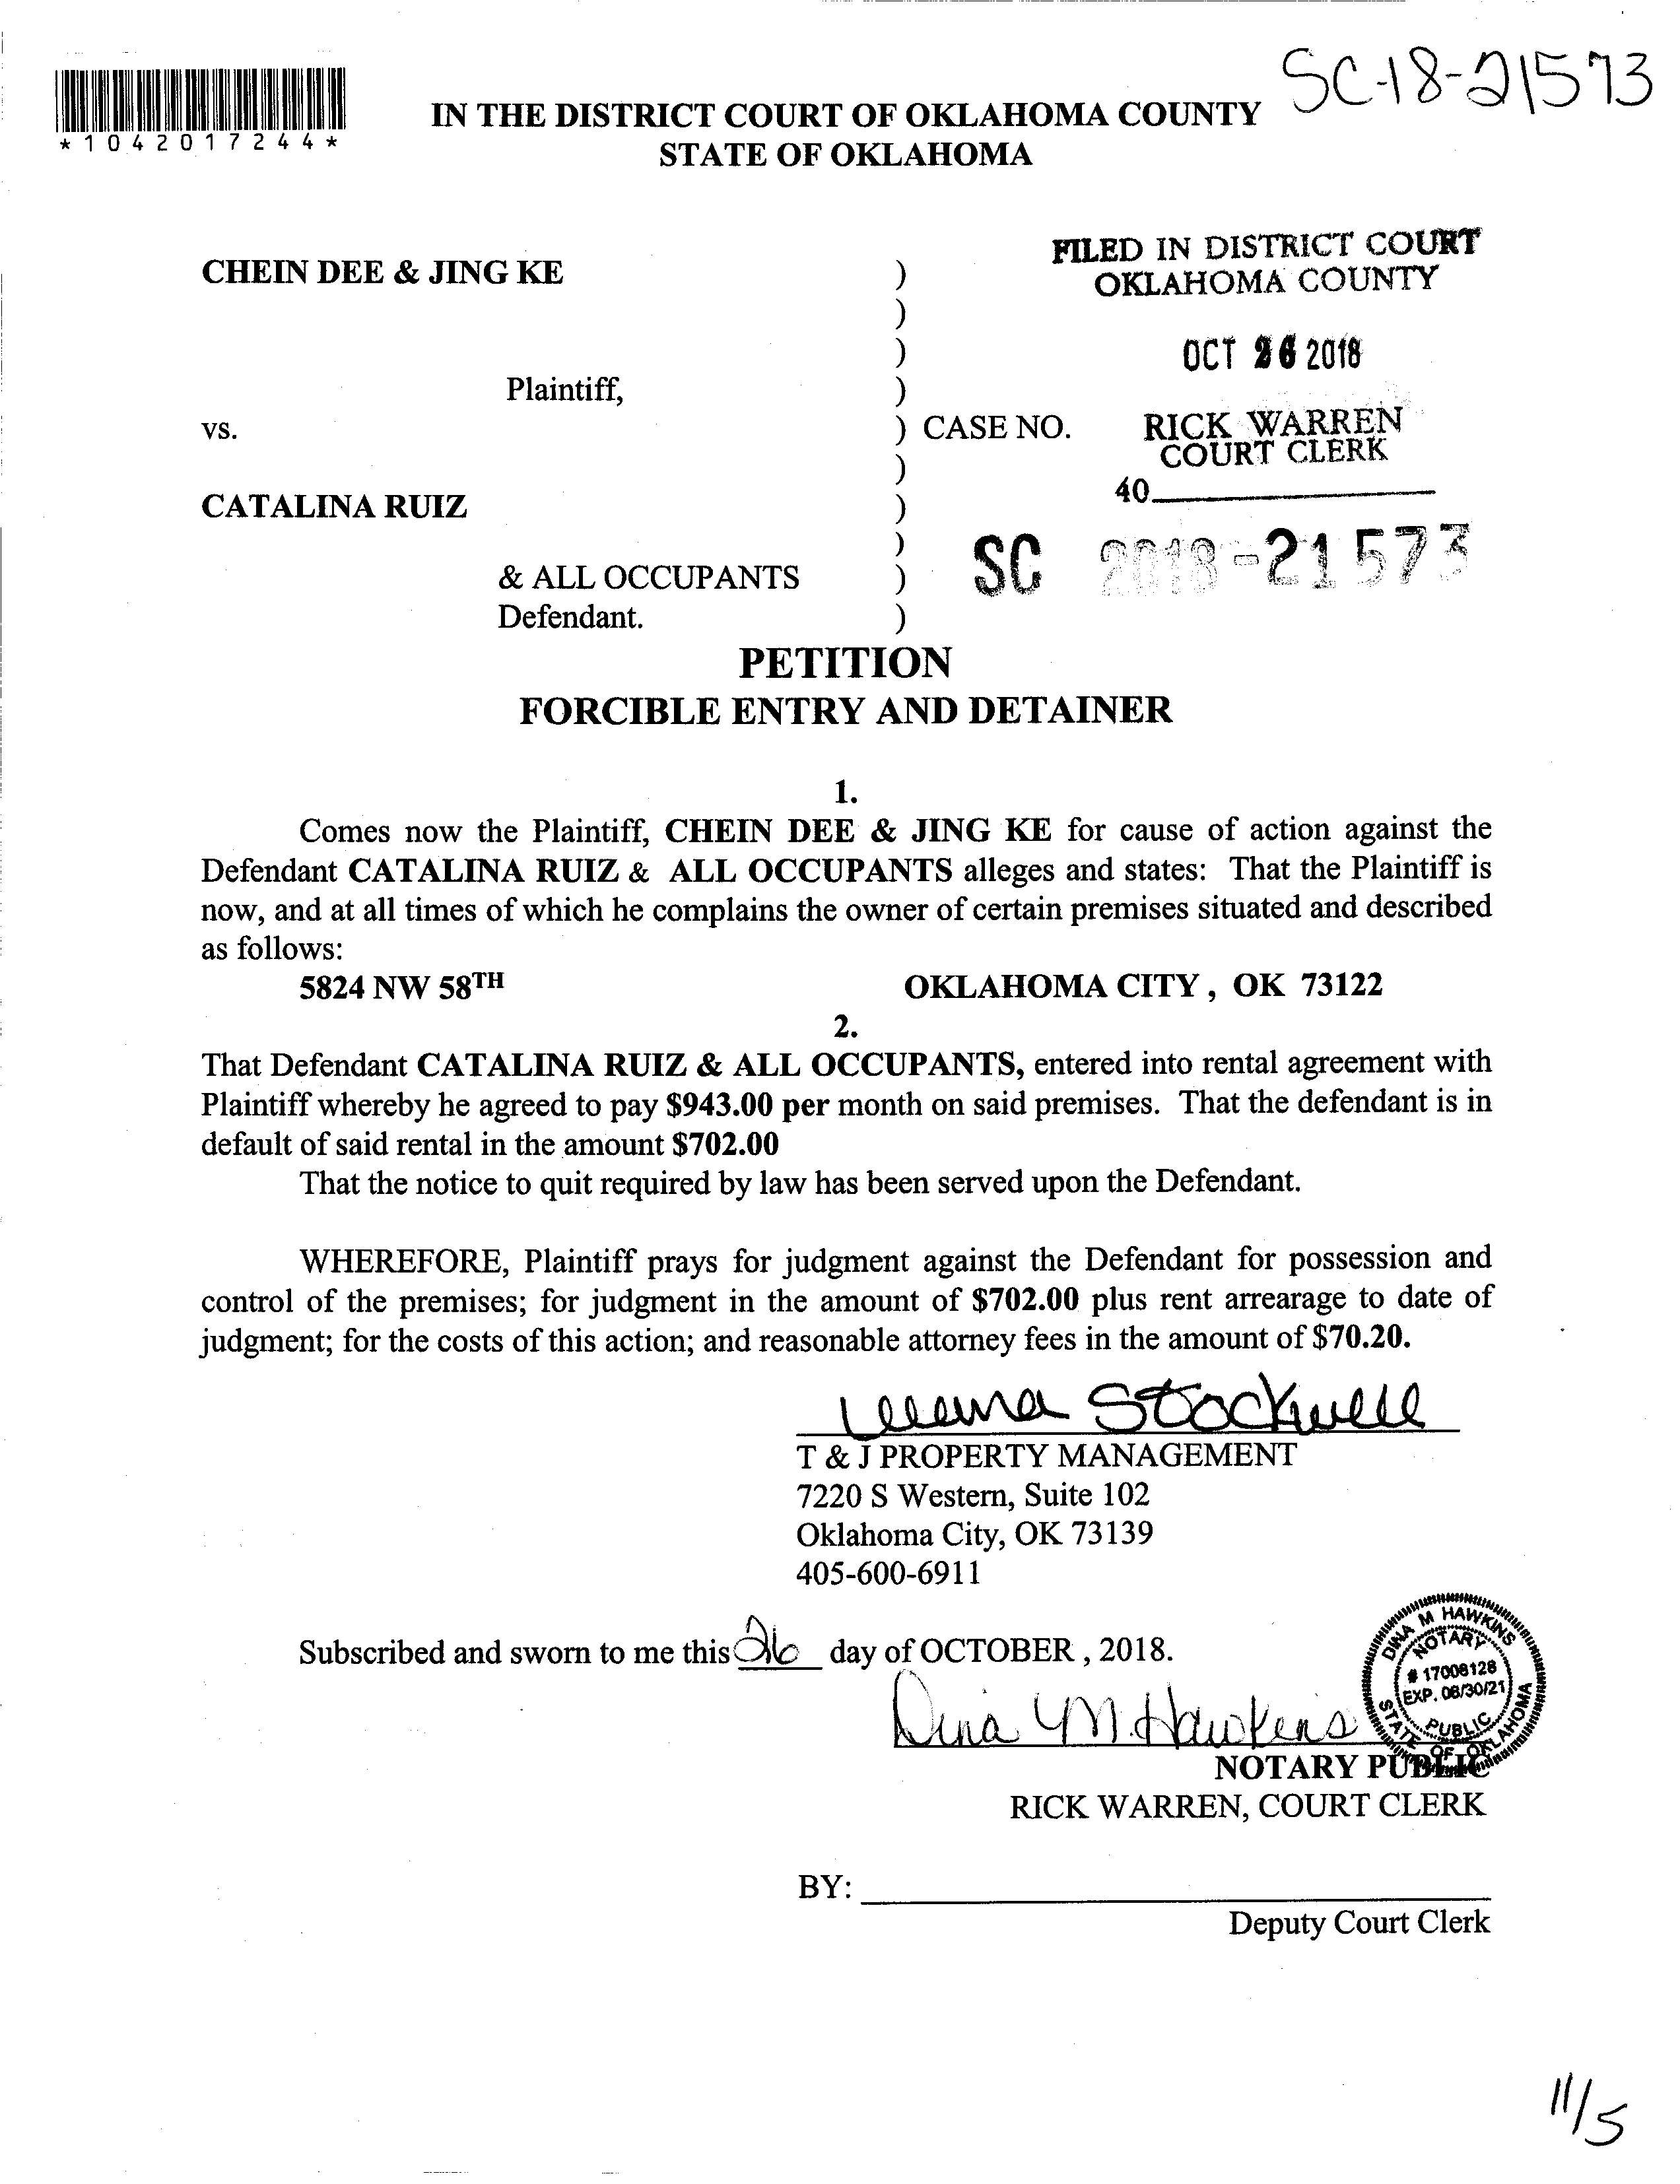 SC-18-21573
*1042017244*
IN THE DISTRICT COURT OF OKLAHOMA COUNTY
STATE OF OKLAHOMA
FILED IN DISTRICT COURT
OKLAHOMA COUNTY
CHEIN DEE & JING KE )
)
) OCT 26 2018
Plaintiff, )
vs. ) CASE NO. RICK WARREN
COURT CLERK
)
40
CATALINA RUIZ )
) SC 2018-21573
& ALL OCCUPANTS )
Defendant. )
PETITION
FORCIBLE ENTRY AND DETAINER
1.
Comes now the Plaintiff, CHEIN DEE & JING KE for cause of action against the
Defendant CATALINA RUIZ & ALL OCCUPANTS alleges and states: That the Plaintiff is
now, and at all times of which he complains the owner of certain premises situated and described
as follows:
5824 NW 58TH OKLAHOMA CITY , OK 73122
2.
That Defendant CATALINA RUIZ & ALL OCCUPANTS, entered into rental agreement with
Plaintiff whereby he agreed to pay $943.00 per month on said premises. That the defendant is in
default of said rental in the amount $702.00
That the notice to quit required by law has been served upon the Defendant.
WHEREFORE, Plaintiff prays for judgment against the Defendant for possession and
control of the premises; for judgment in the amount of $702.00 plus rent arrearage to date of
judgment; for the costs of this action; and reasonable attorney fees in the amount of $70.20.
Stockwell
T & J PROPERTY MANAGEMENT
7220 S Western, Suite 102
Oklahoma City, OK 73139
405-600-6911
Subscribed and sworn to me this 26 day of OCTOBER , 2018.
Dina M. Hawkins
DINA M HAWKINS
NOTARY
# 17006128
EXP. 06/30/21
PUBLIC
STATE OF OKLAHOMA
NOTARY PUBLIC
RICK WARREN, COURT CLERK
BY:
Deputy Court Clerk
11/5